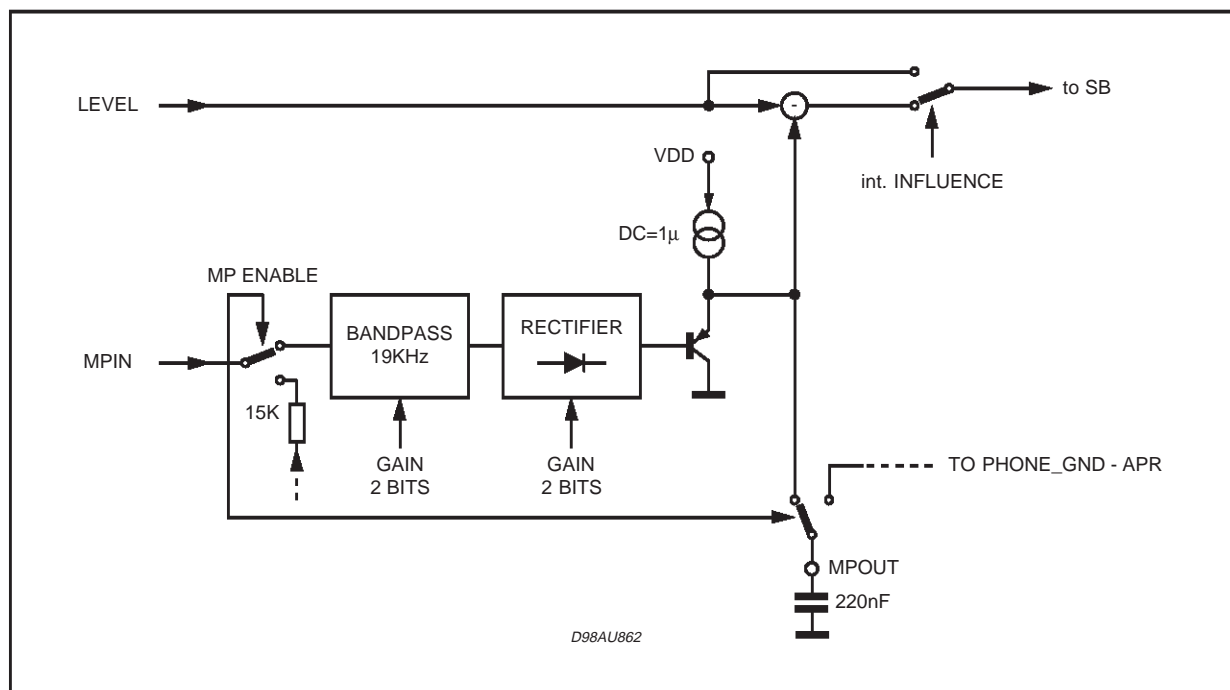 LEVEL
to SB
-
VDD
int. INFLUENCE
DC=1μ
MP ENABLE
BANDPASS
19KHz
RECTIFIER
MPIN
15K
GAIN
2 BITS
GAIN
2 BITS
TO PHONE_GND - APR
MPOUT
220nF
D98AU862